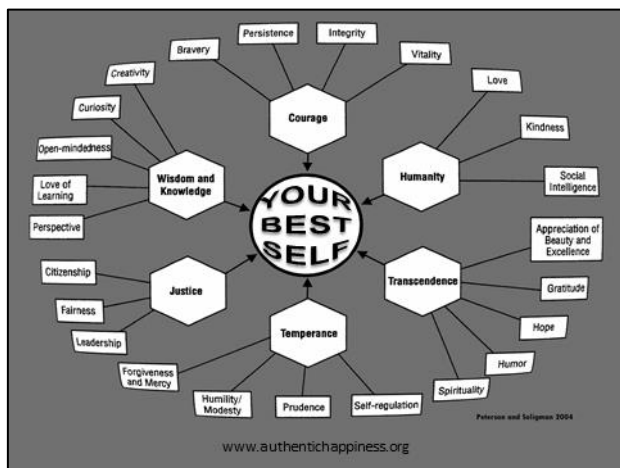 Persistence
Integrity
Bravery
Vitality
Creativity
Love
Curiosity
Courage
Kindness
Open-mindedness
Wisdom and
Knowledge
Humanity
Love of
Learning
Social
Intelligence
Perspective
YOUR
BEST
SELF
Appreciation of
Beauty and
Excellence
Citizenship
Justice
Transcendence
Gratitude
Fairness
Hope
Leadership
Temperance
Humor
Forgiveness
and Mercy
Spirituality
Humility/
Modesty
Prudence
Self-regulation
Peterson and Seligman 2004
www.authentichappiness.org